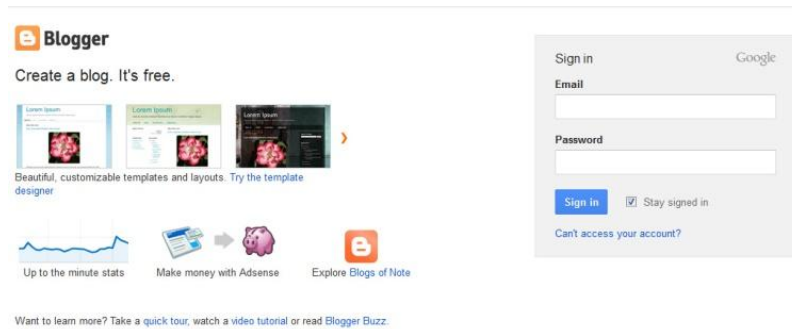 Blogger
Create a blog. It's free.
Lorem Ipsum
Lorem Ipsum
Lorem Ipsum
Beautiful, customizable templates and layouts. Try the template
designer
Up to the minute stats
Make money with Adsense
Explore Blogs of Note
Want to learn more? Take a quick tour, watch a video tutorial or read Blogger Buzz.
Sign in
Google
Email
Password
Sign in
Stay signed in
Can't access your account?